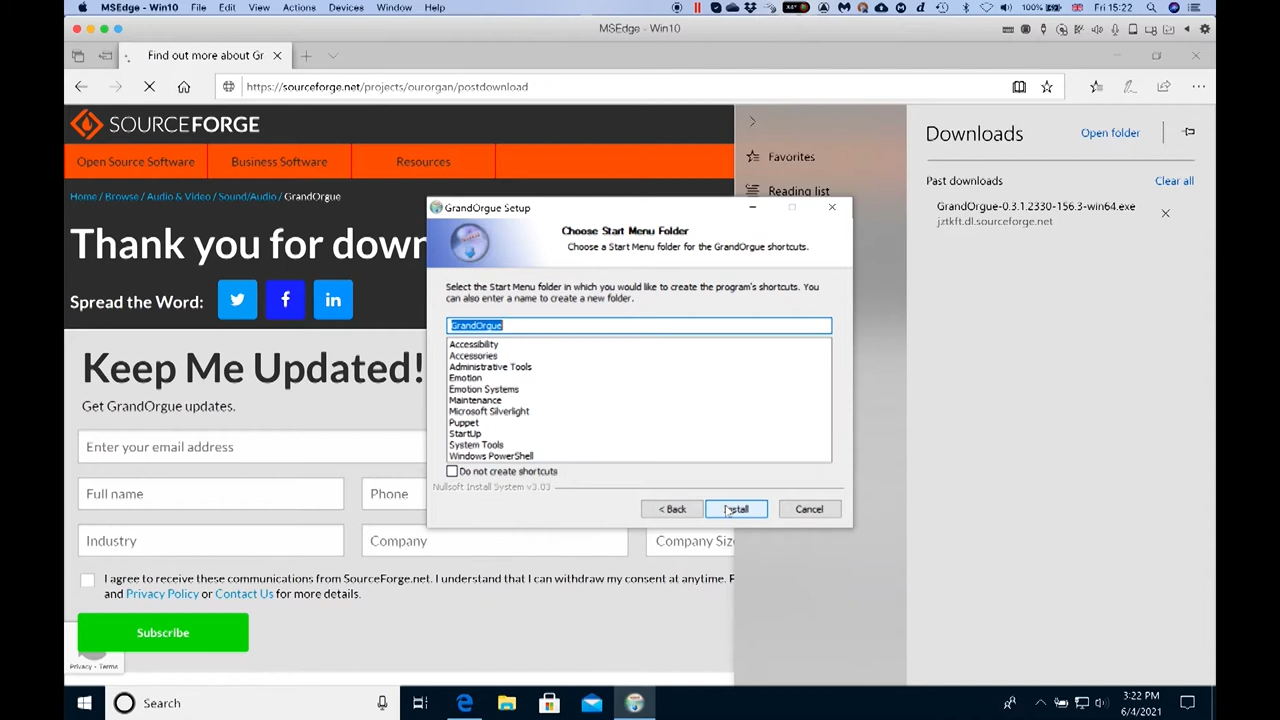 MSEdge - Win10 File Edit View Actions Devices Window Help
100% Fri 15:22
MSEdge - Win10
Find out more about Gr
https://sourceforge.net/projects/ourorgan/postdownload
SOURCEFORGE
Open Source Software Business Software Resources
Home / Browse / Audio & Video / Sound/Audio / GrandOrgue
Thank you for down
Spread the Word:
Keep Me Updated!
Get GrandOrgue updates.
Enter your email address
Full name Phone
Industry Company Company Siz
I agree to receive these communications from SourceForge.net. I understand that I can withdraw my consent at anytime.
and Privacy Policy or Contact Us for more details.
Subscribe
Privacy - Terms
Favorites
Reading list
Downloads Open folder
Past downloads Clear all
GrandOrgue-0.3.1.2330-156.3-win64.exe
jztkft.dl.sourceforge.net
GrandOrgue Setup
Choose Start Menu Folder
Choose a Start Menu folder for the GrandOrgue shortcuts.
Select the Start Menu folder in which you would like to create the program's shortcuts. You
can also enter a name to create a new folder.
GrandOrgue
Accessibility
Accessories
Administrative Tools
Emotion
Emotion Systems
Maintenance
Microsoft Silverlight
Puppet
StartUp
System Tools
Windows PowerShell
Do not create shortcuts
Nullsoft Install System v3.03
< Back Install Cancel
Search
3:22 PM
6/4/2021